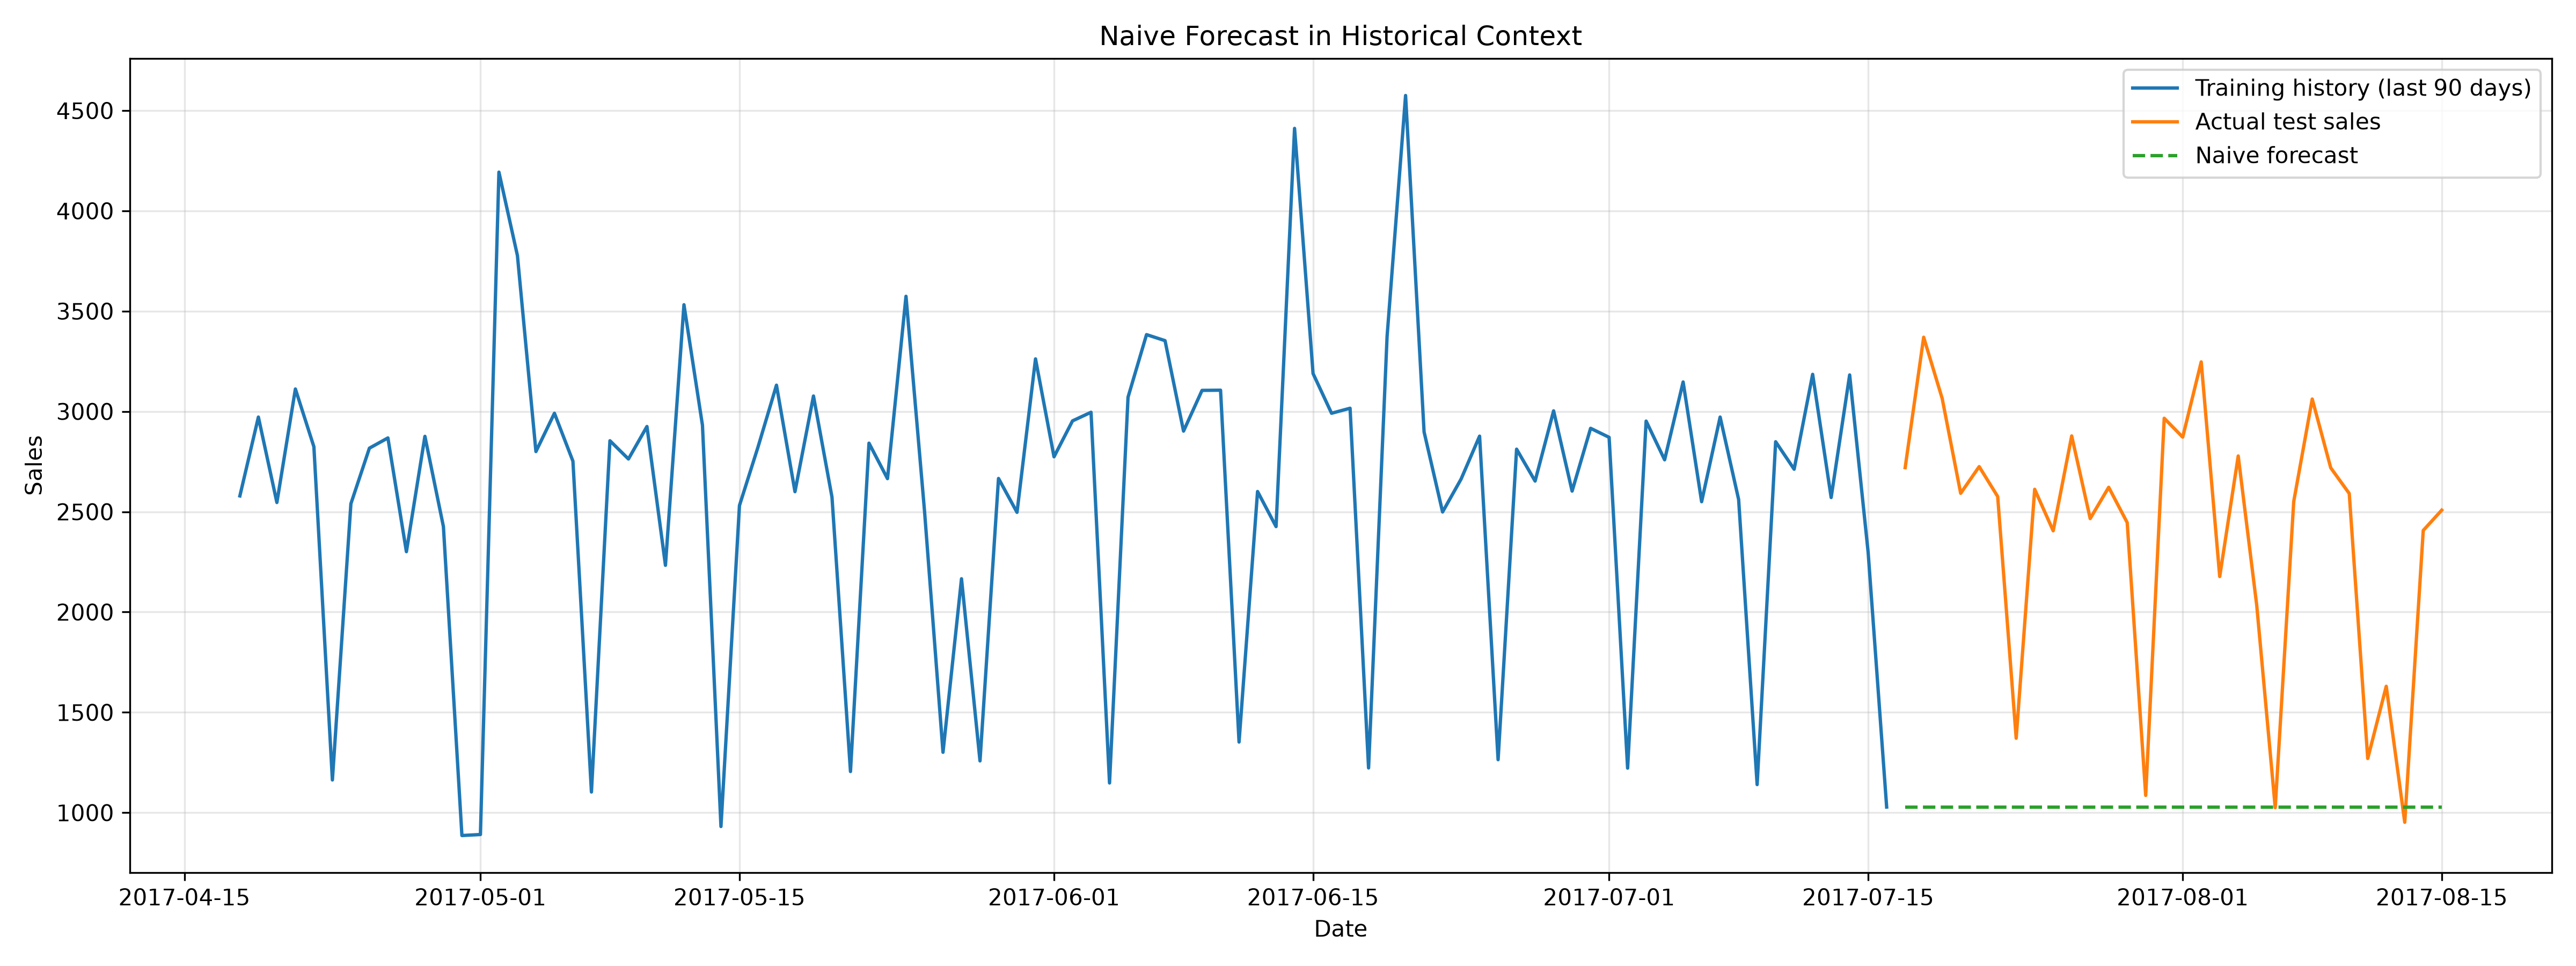 Naive Forecast in Historical Context
Training history (last 90 days)
Actual test sales
Naive forecast
Sales
4500
4000
3500
3000
2500
2000
1500
1000
2017-04-15 2017-05-01 2017-05-15 2017-06-01 2017-06-15 2017-07-01 2017-07-15 2017-08-01 2017-08-15
Date